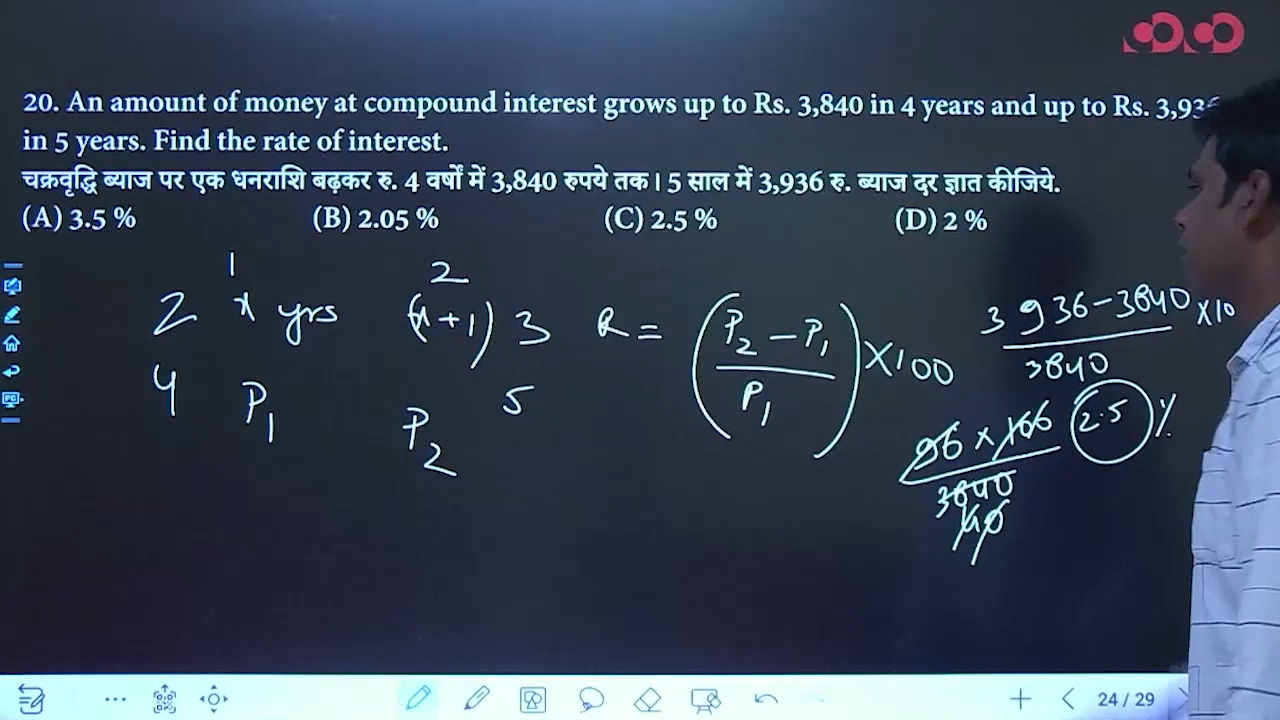 20. An amount of money at compound interest grows up to Rs. 3,840 in 4 years and up to Rs. 3,936
in 5 years. Find the rate of interest.
चक्रवृद्धि ब्याज पर एक धनराशि बढ़कर रु. 4 वर्षों में 3,840 रुपये तक। 5 साल में 3,936 रु. ब्याज दर ज्ञात कीजिये.
(A) 3.5 % (B) 2.05 % (C) 2.5 % (D) 2 %
1 2
2 x yrs (x+1) 3 R = (P2 – P1 / P1) × 100
3936 – 3840 × 10
3840
4 P1 P2 5
96 × 100 2.5 %
3840
40
24 / 29